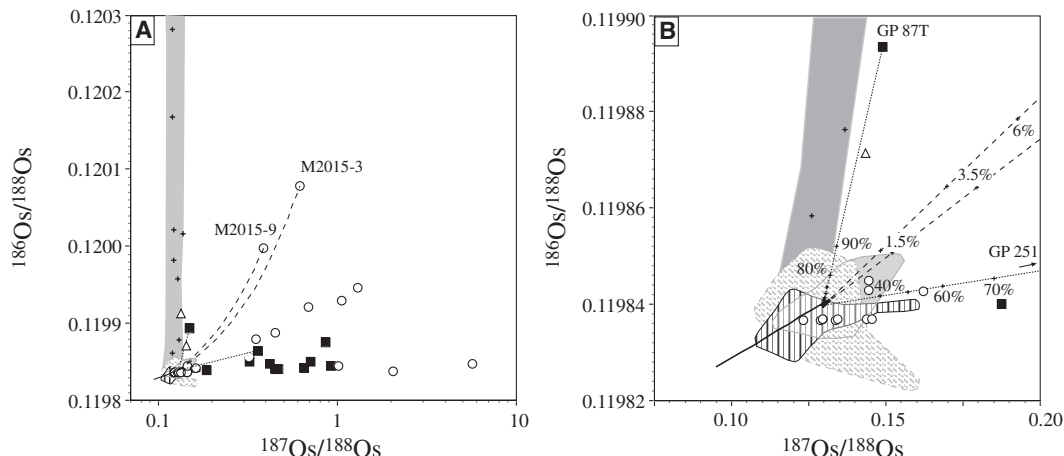 A
0.1203
0.1202
0.1201
0.1200
0.1199
0.1198
¹⁸⁶Os/¹⁸⁸Os
M2015-3
M2015-9
0.1
1
10
¹⁸⁷Os/¹⁸⁸Os
B
0.11990
0.11988
0.11986
0.11984
0.11982
¹⁸⁶Os/¹⁸⁸Os
GP 87T
6%
3.5%
1.5%
90%
80%
GP 251
40%
60%
70%
0.10
0.15
0.20
¹⁸⁷Os/¹⁸⁸Os